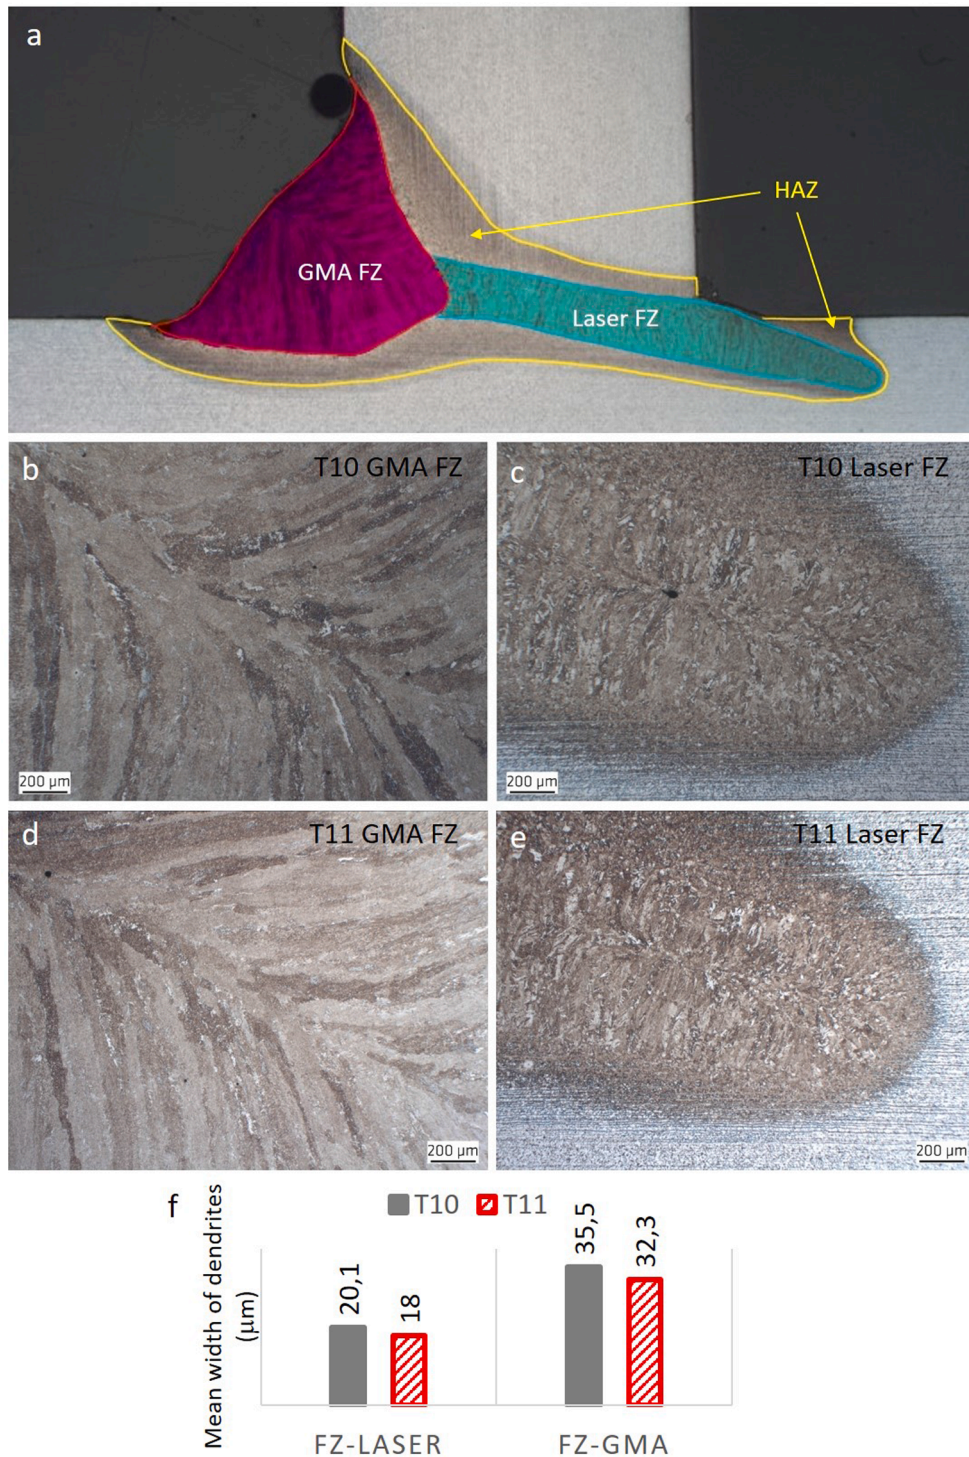 a
HAZ
GMA FZ
Laser FZ
b
T10 GMA FZ
200 µm
c
T10 Laser FZ
200 µm
d
T11 GMA FZ
200 µm
e
T11 Laser FZ
200 µm
f
T10
T11
Mean width of dendrites
(µm)
20,1
18
35,5
32,3
FZ-LASER
FZ-GMA